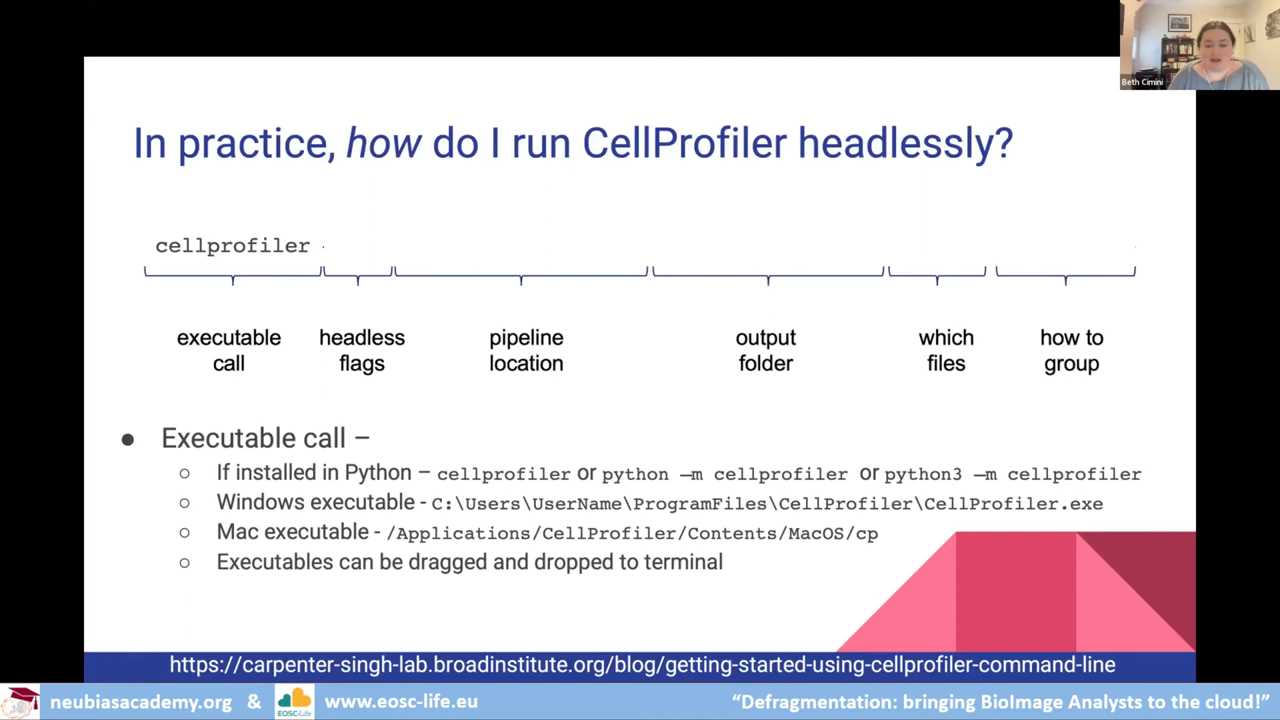 Beth Cimini
In practice, how do I run CellProfiler headlessly?
cellprofiler
executable call
headless flags
pipeline location
output folder
which files
how to group
● Executable call –
○ If installed in Python – cellprofiler or python –m cellprofiler or python3 –m cellprofiler
○ Windows executable - C:\Users\UserName\ProgramFiles\CellProfiler\CellProfiler.exe
○ Mac executable - /Applications/CellProfiler/Contents/MacOS/cp
○ Executables can be dragged and dropped to terminal
https://carpenter-singh-lab.broadinstitute.org/blog/getting-started-using-cellprofiler-command-line
neubiasacademy.org & EOSC-Life www.eosc-life.eu “Defragmentation: bringing BioImage Analysts to the cloud!”